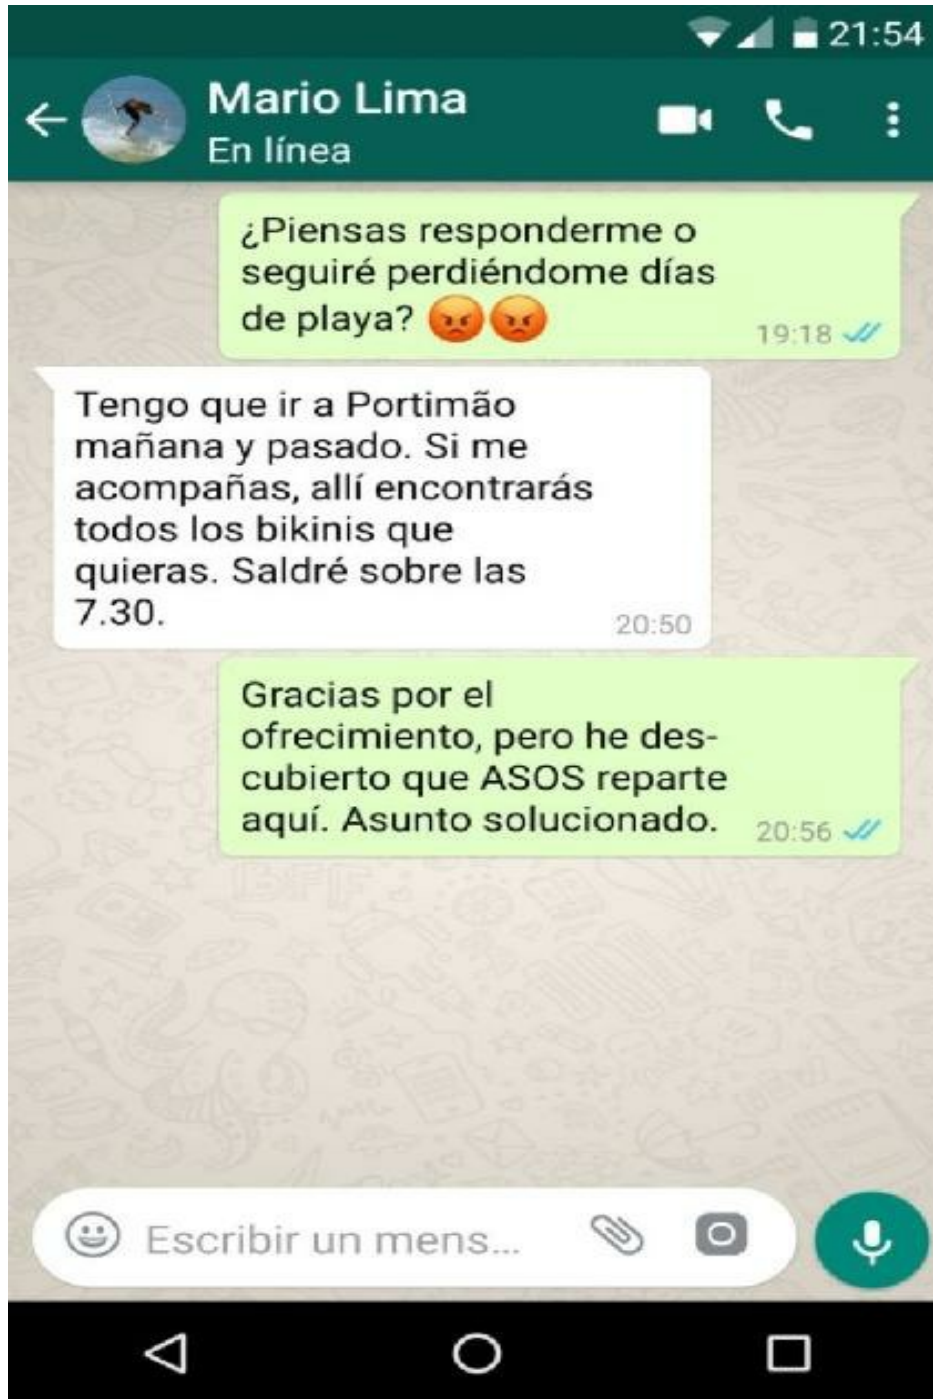 21:54
Mario Lima
En línea
¿Piensas responderme o
seguiré perdiéndome días
de playa? 😡😡
19:18
Tengo que ir a Portimão
mañana y pasado. Si me
acompañas, allí encontrarás
todos los bikinis que
quieras. Saldré sobre las
7.30.
20:50
Gracias por el
ofrecimiento, pero he des-
cubierto que ASOS reparte
aquí. Asunto solucionado.
20:56
Escribir un mens...